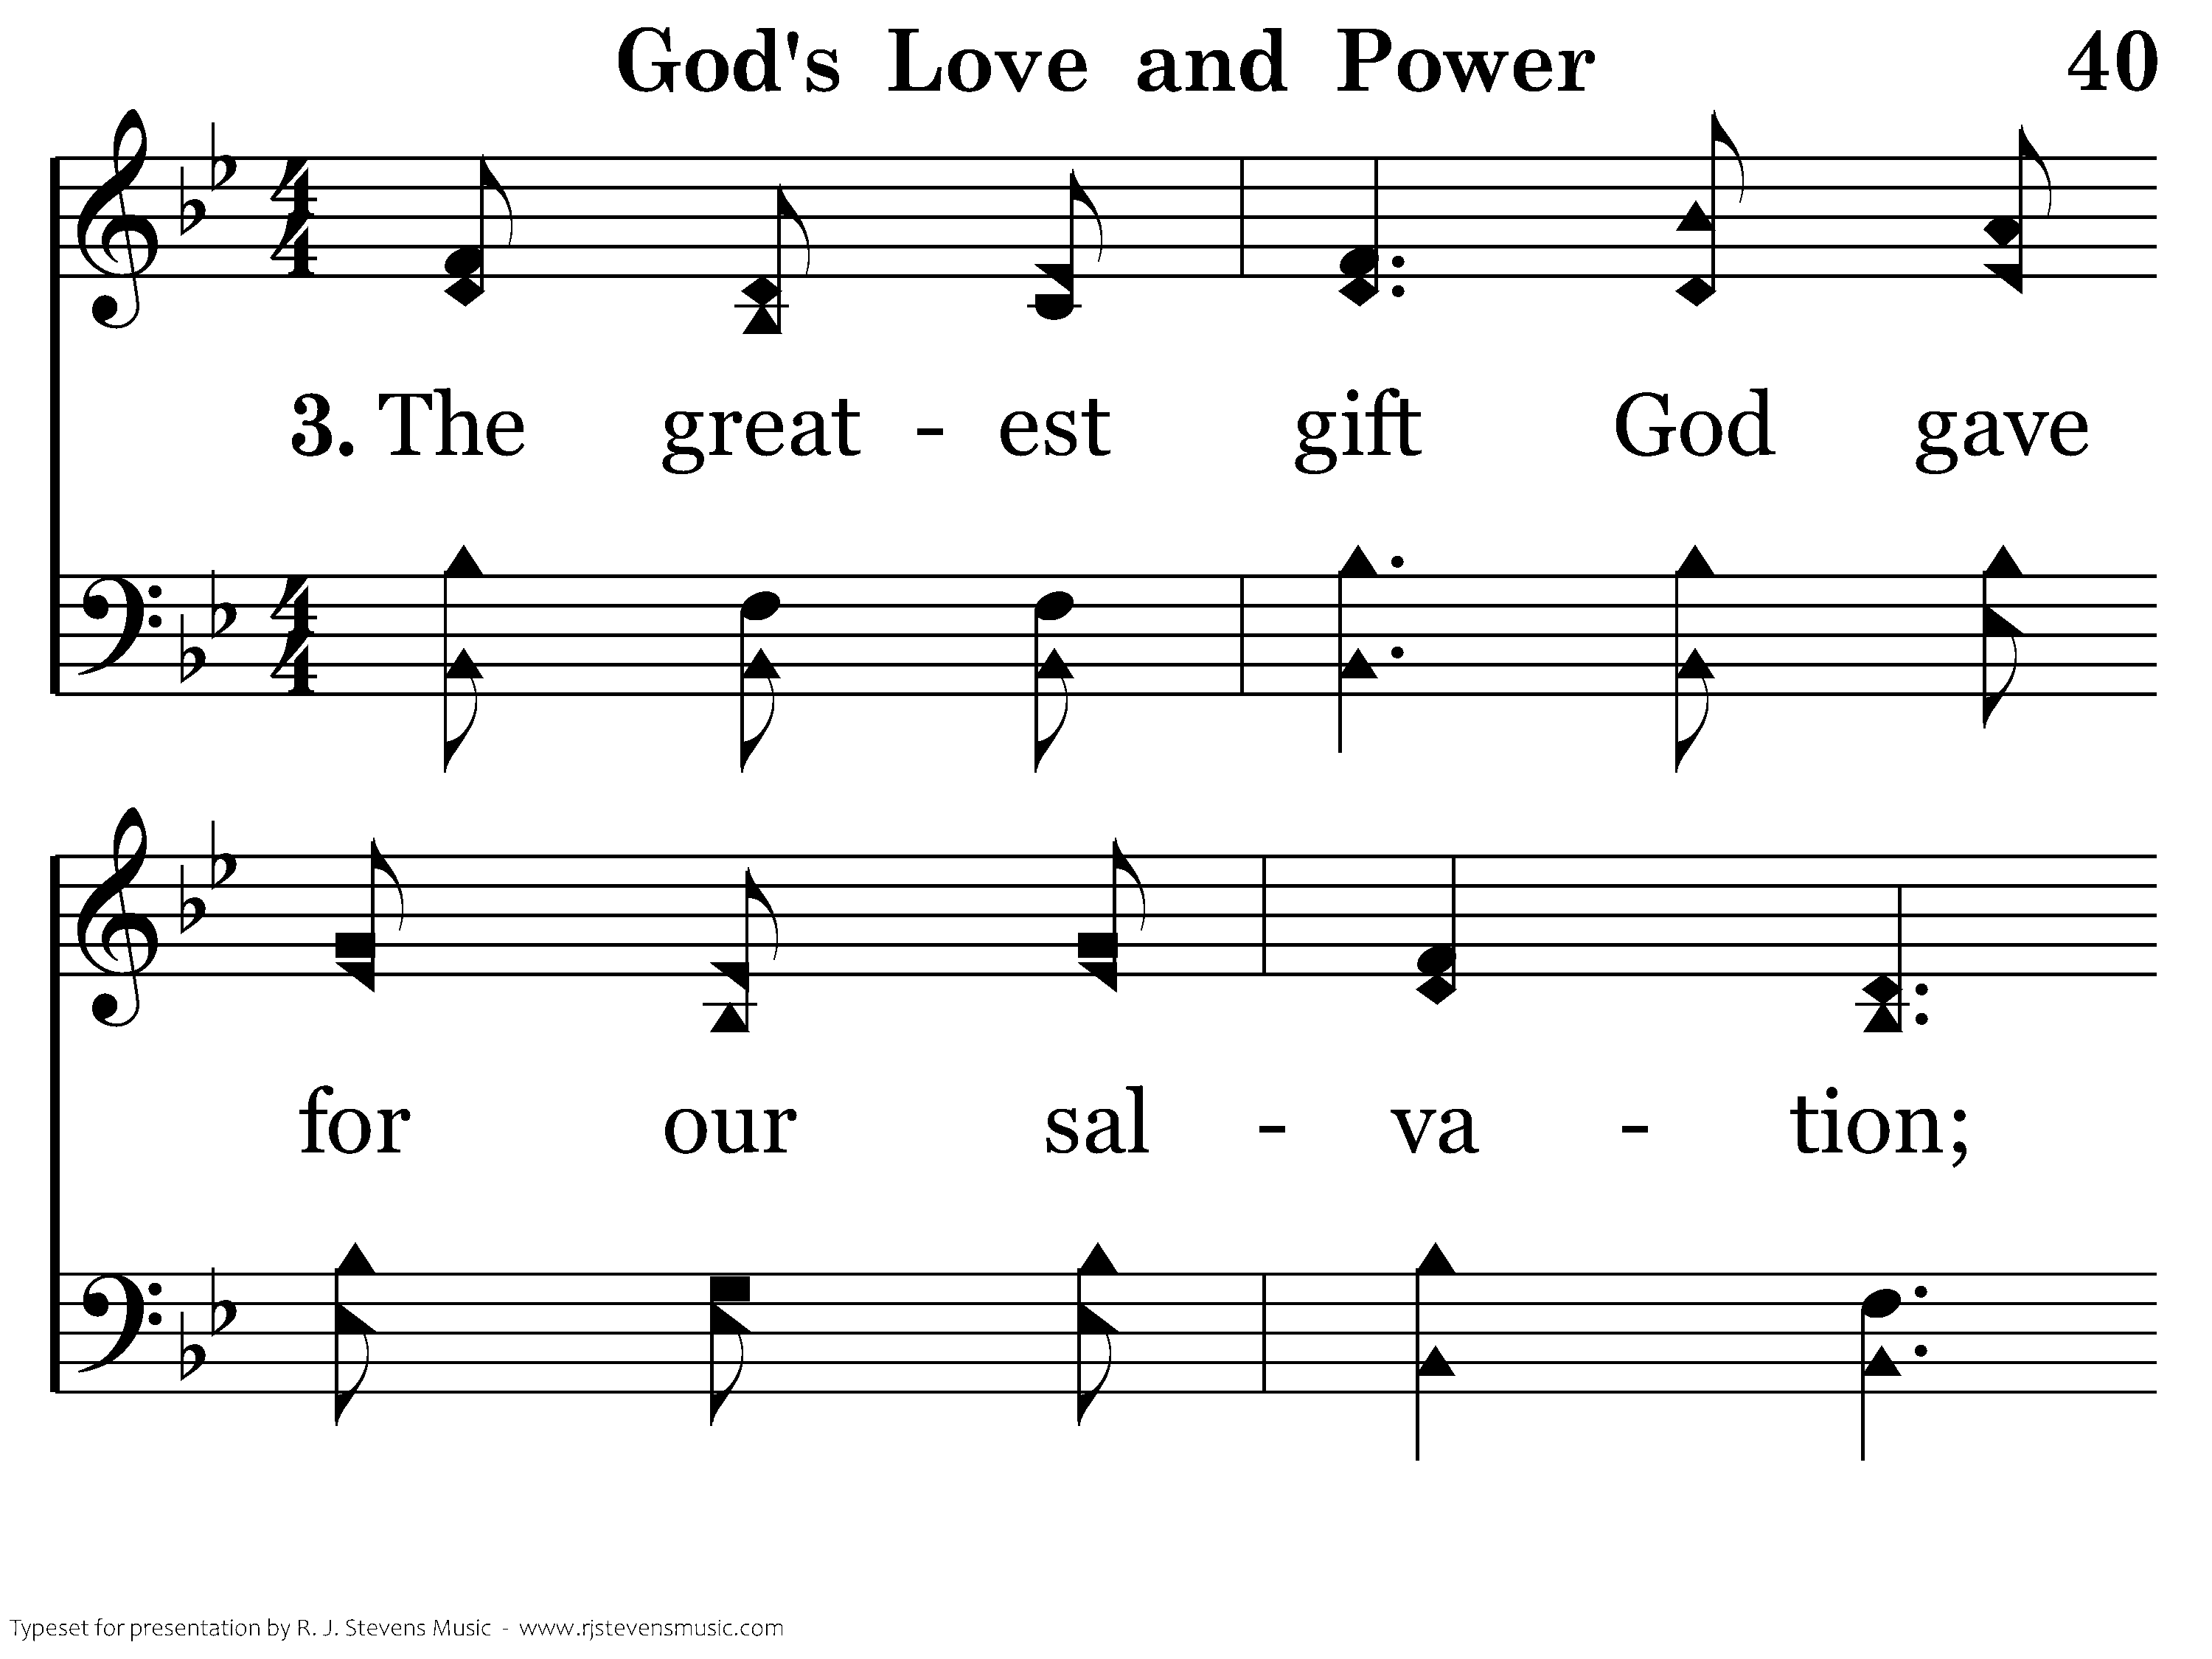 God's Love and Power 40
3. The great - est gift God gave
for our sal - va - tion;
Typeset for presentation by R. J. Stevens Music - www.rjstevensmusic.com